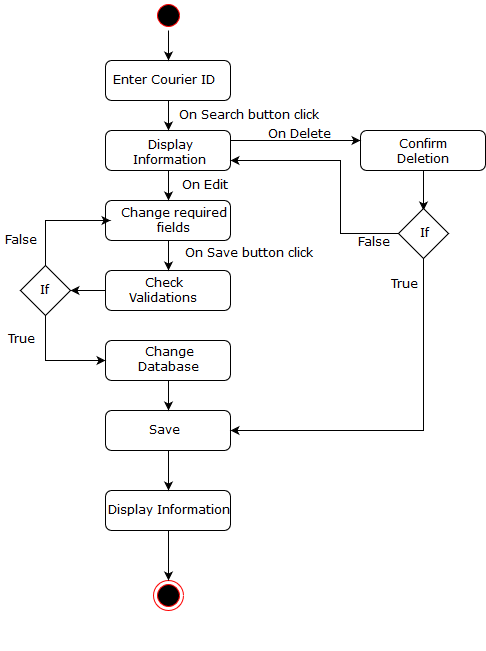 Enter Courier ID
On Search button click
On Delete
Display
Information
Confirm
Deletion
On Edit
Change required
fields
If
False
False
On Save button click
Check
Validations
If
True
True
Change
Database
Save
Display Information